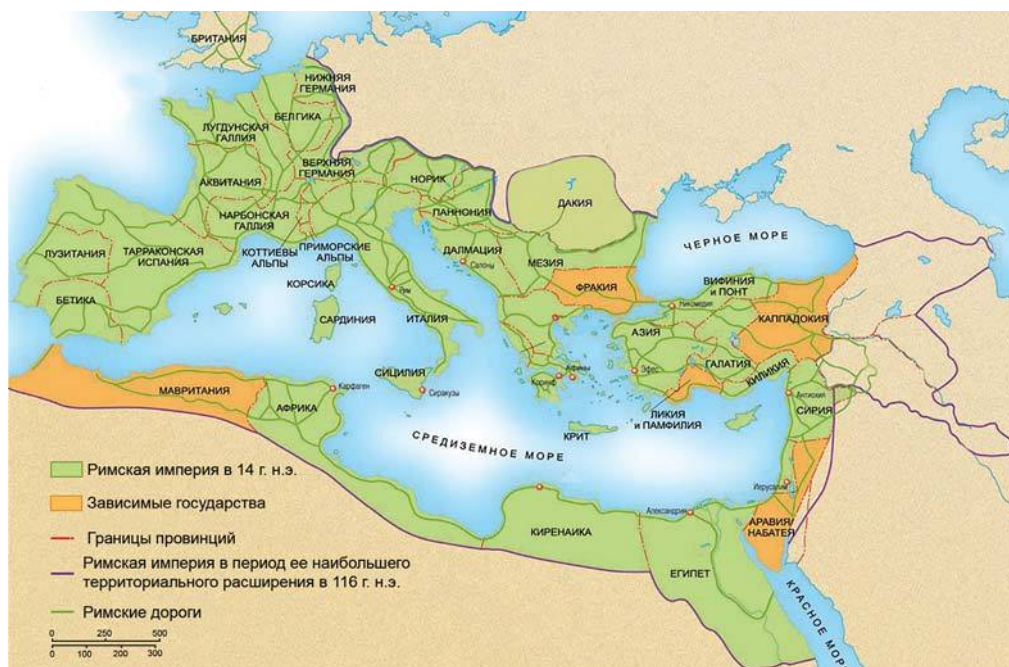 БРИТАНИЯ
НИЖНЯЯ
ГЕРМАНИЯ
БЕЛГИКА
ЛУГДУНСКАЯ
ГАЛЛИЯ
ВЕРХНЯЯ
ГЕРМАНИЯ
АКВИТАНИЯ
НОРИК
ДАКИЯ
НАРБОНСКАЯ
ГАЛЛИЯ
ПАННОНИЯ
ЛУЗИТАНИЯ
ТАРРАКОНСКАЯ
ИСПАНИЯ
КОТТИЕВЫ
АЛЬПЫ
ПРИМОРСКИЕ
АЛЬПЫ
ДАЛМАЦИЯ
Салоны
МЕЗИЯ
ЧЕРНОЕ МОРЕ
БЕТИКА
КОРСИКА
Рим
ФРАКИЯ
ВИФИНИЯ
и ПОНТ
Никомедия
САРДИНИЯ
ИТАЛИЯ
АЗИЯ
КАППАДОКИЯ
ГАЛАТИЯ
КИЛИКИЯ
МАВРИТАНИЯ
АФРИКА
Карфаген
СИЦИЛИЯ
Сиракузы
Коринф
Афины
Эфес
Антиохия
СИРИЯ
ЛИКИЯ
и ПАМФИЛИЯ
КРИТ
СРЕДИЗЕМНОЕ МОРЕ
Иерусалим
Александрия
КИРЕНАИКА
АРАВИЯ/
НАБАТЕЯ
ЕГИПЕТ
КРАСНОЕ МОРЕ
Римская империя в 14 г. н.э.
Зависимые государства
Границы провинций
Римская империя в период ее наибольшего
территориального расширения в 116 г. н.э.
Римские дороги
0 250 500
0 100 200 300